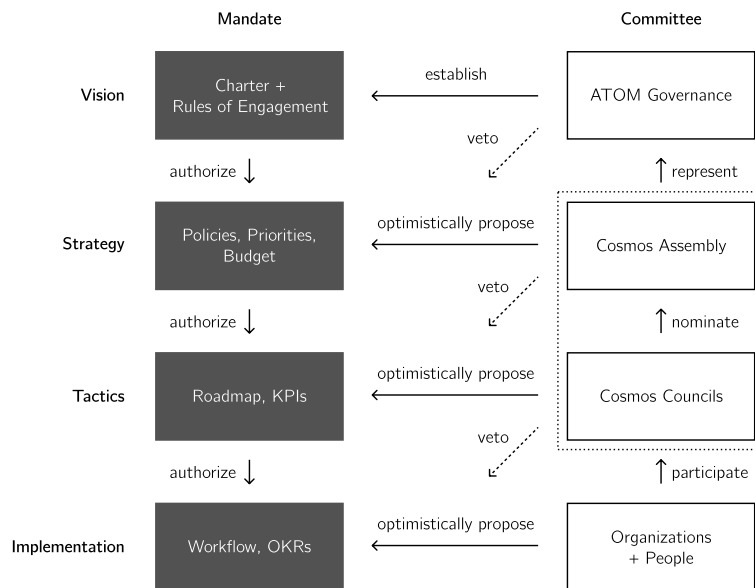 Mandate
Committee
Vision
Charter +
Rules of Engagement
establish
ATOM Governance
veto
authorize
represent
Strategy
Policies, Priorities,
Budget
optimistically propose
Cosmos Assembly
veto
authorize
nominate
Tactics
Roadmap, KPIs
optimistically propose
Cosmos Councils
veto
authorize
participate
Implementation
Workflow, OKRs
optimistically propose
Organizations
+ People